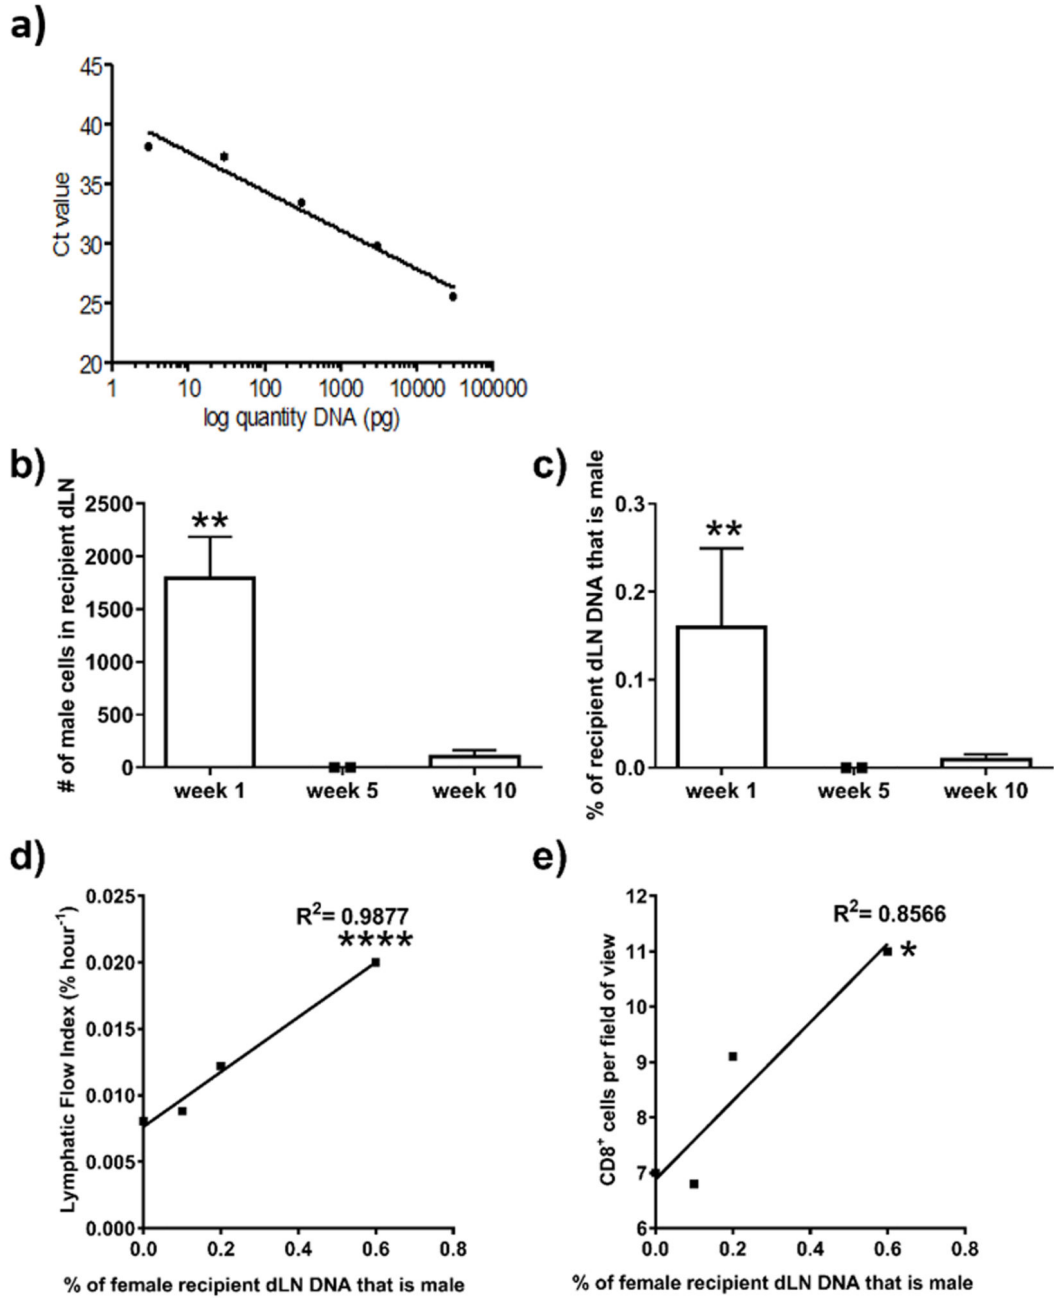 a)
Ct value
45
40
35
30
25
20
1 10 100 1000 10000 100000
log quantity DNA (pg)
b)
# of male cells in recipient dLN
2500
2000
1500
1000
500
0
**
week 1 week 5 week 10
c)
% of recipient dLN DNA that is male
0.3
0.2
0.1
0.0
**
week 1 week 5 week 10
d)
Lymphatic Flow Index (% hour⁻¹)
0.025
0.020
0.015
0.010
0.005
0.000
R²= 0.9877
****
0.0 0.2 0.4 0.6 0.8
% of female recipient dLN DNA that is male
e)
CD8⁺ cells per field of view
12
11
10
9
8
7
6
R²= 0.8566
*
0.0 0.2 0.4 0.6 0.8
% of female recipient dLN DNA that is male